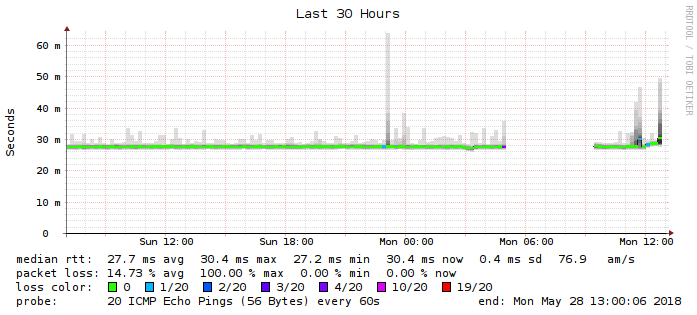 Last 30 Hours
RRDTOOL / TOBI OETIKER
Seconds
60 m
50 m
40 m
30 m
20 m
10 m
0
Sun 12:00 Sun 18:00 Mon 00:00 Mon 06:00 Mon 12:00
median rtt: 27.7 ms avg 30.4 ms max 27.2 ms min 30.4 ms now 0.4 ms sd 76.9 am/s
packet loss: 14.73 % avg 100.00 % max 0.00 % min 0.00 % now
loss color: 0 1/20 2/20 3/20 4/20 10/20 19/20
probe: 20 ICMP Echo Pings (56 Bytes) every 60s end: Mon May 28 13:00:06 2018